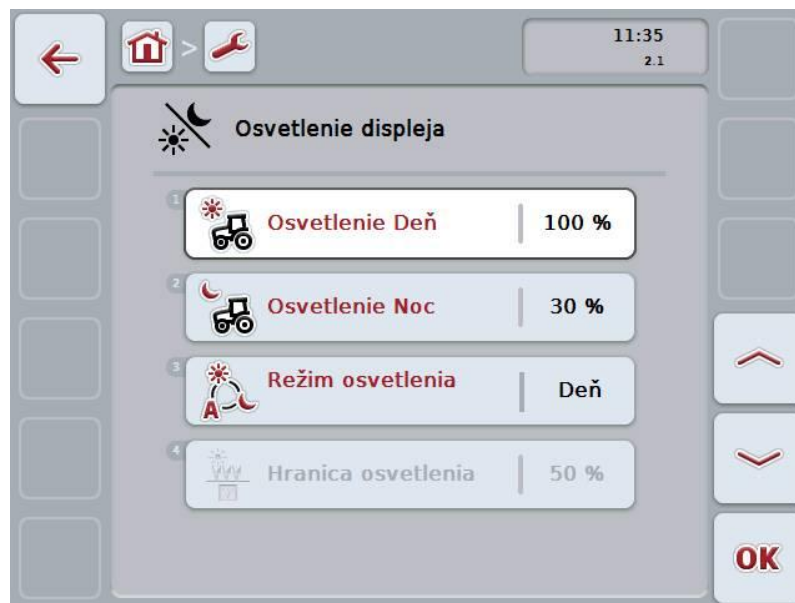 >
11:35
2.1
Osvetlenie displeja
1
Osvetlenie Deň
100 %
2
Osvetlenie Noc
30 %
3
Režim osvetlenia
Deň
A
4
Hranica osvetlenia
50 %
OK